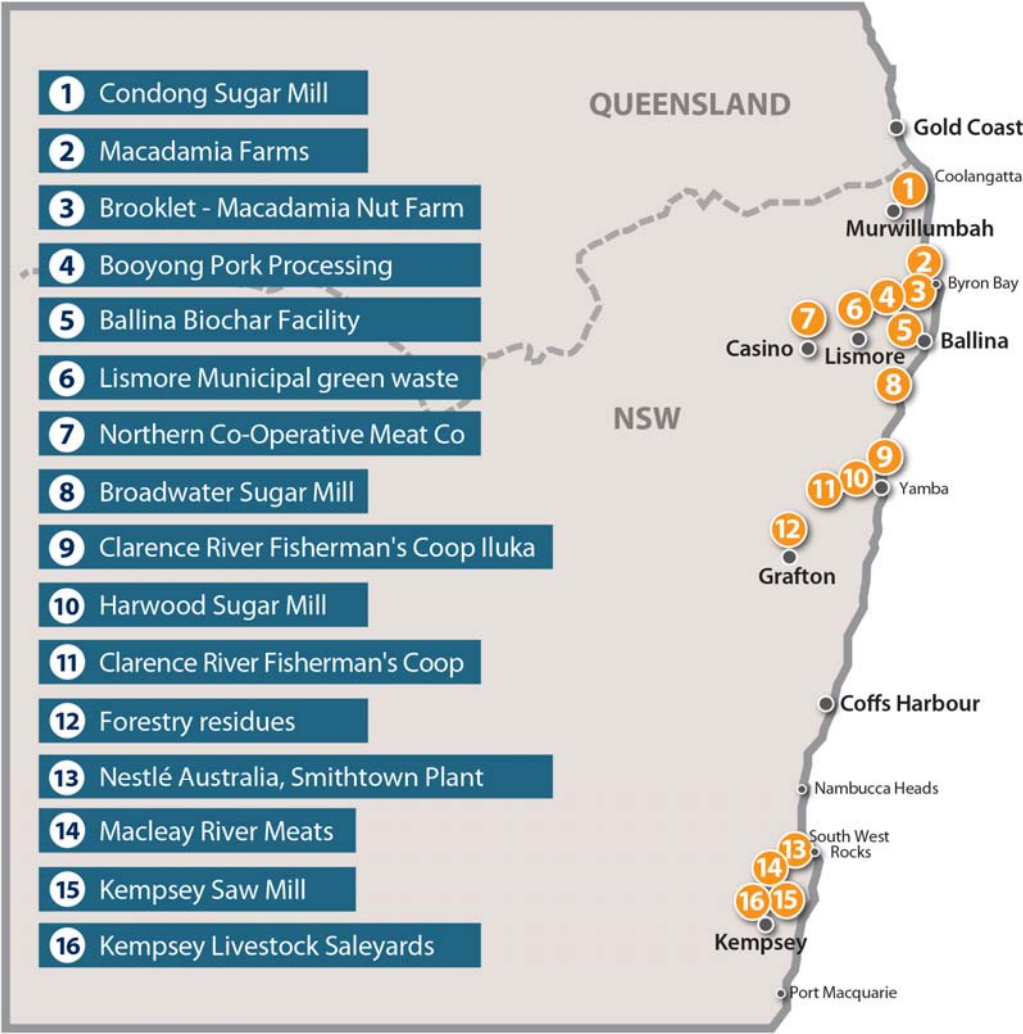 1 Condong Sugar Mill
2 Macadamia Farms
3 Brooklet - Macadamia Nut Farm
4 Booyong Pork Processing
5 Ballina Biochar Facility
6 Lismore Municipal green waste
7 Northern Co-Operative Meat Co
8 Broadwater Sugar Mill
9 Clarence River Fisherman's Coop Iluka
10 Harwood Sugar Mill
11 Clarence River Fisherman's Coop
12 Forestry residues
13 Nestlé Australia, Smithtown Plant
14 Macleay River Meats
15 Kempsey Saw Mill
16 Kempsey Livestock Saleyards
QUEENSLAND
Gold Coast
Coolangatta
1
Murwillumbah
2
Byron Bay
3
4
6
7
5
Ballina
Casino
Lismore
8
NSW
9
10
11
Yamba
12
Grafton
Coffs Harbour
Nambucca Heads
South West
Rocks
13
14
16
15
Kempsey
Port Macquarie